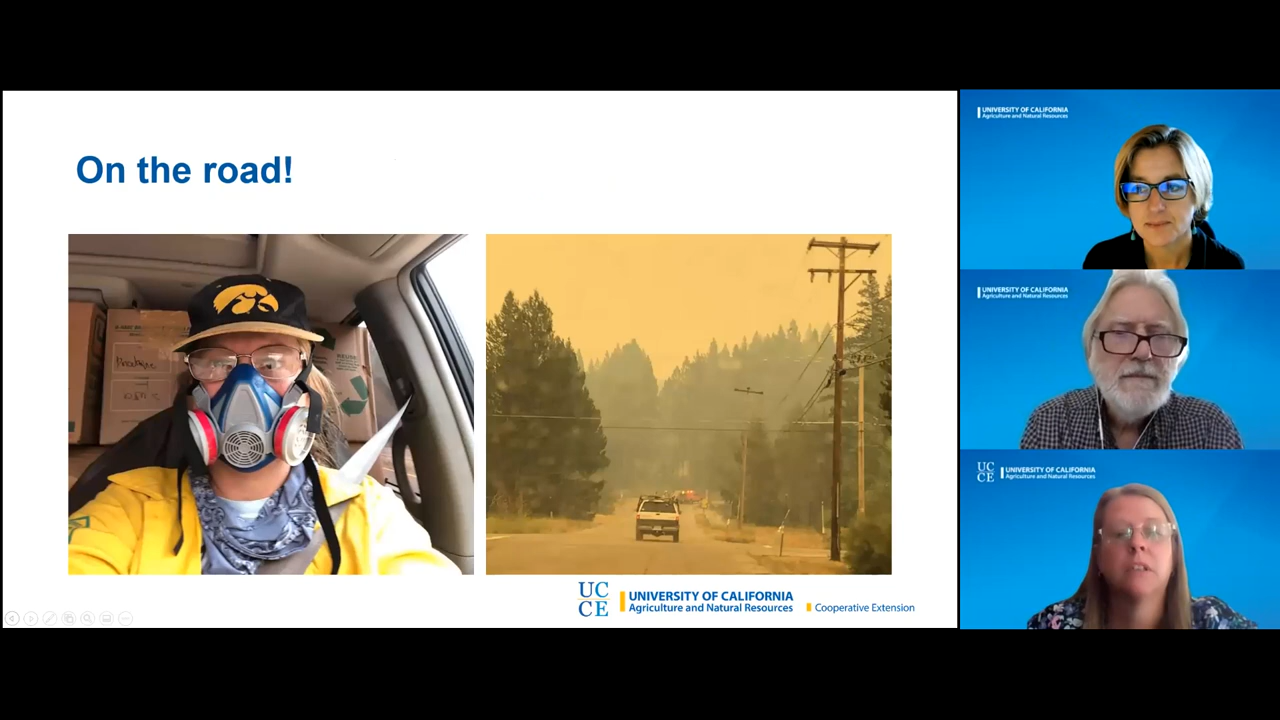 On the road!
REUSE
UC
CE
UNIVERSITY OF CALIFORNIA
Agriculture and Natural Resources
Cooperative Extension
UNIVERSITY OF CALIFORNIA
Agriculture and Natural Resources
UNIVERSITY OF CALIFORNIA
Agriculture and Natural Resources
UC
CE
UNIVERSITY OF CALIFORNIA
Agriculture and Natural Resources